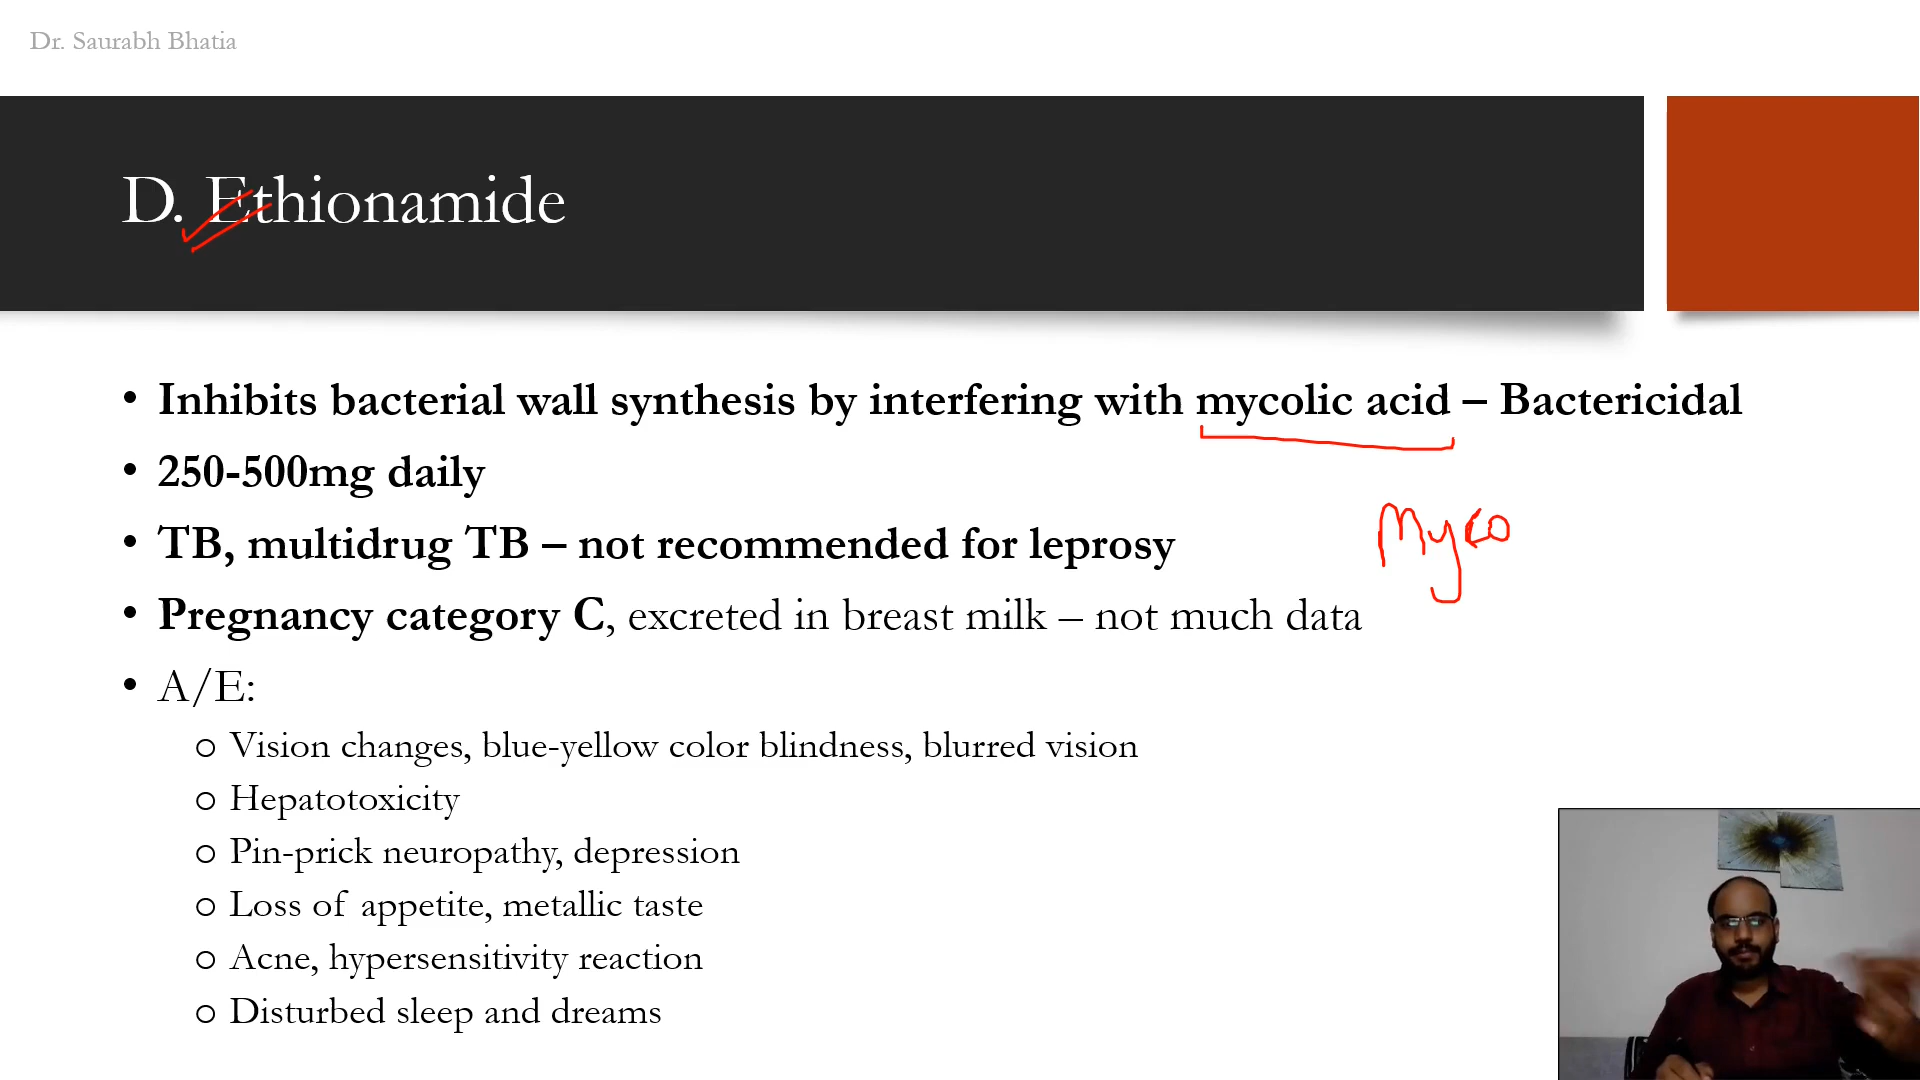 Dr. Saurabh Bhatia
D. Ethionamide
• Inhibits bacterial wall synthesis by interfering with mycolic acid – Bactericidal
• 250-500mg daily
• TB, multidrug TB – not recommended for leprosy
Myco
• Pregnancy category C, excreted in breast milk – not much data
• A/E:
o Vision changes, blue-yellow color blindness, blurred vision
o Hepatotoxicity
o Pin-prick neuropathy, depression
o Loss of appetite, metallic taste
o Acne, hypersensitivity reaction
o Disturbed sleep and dreams